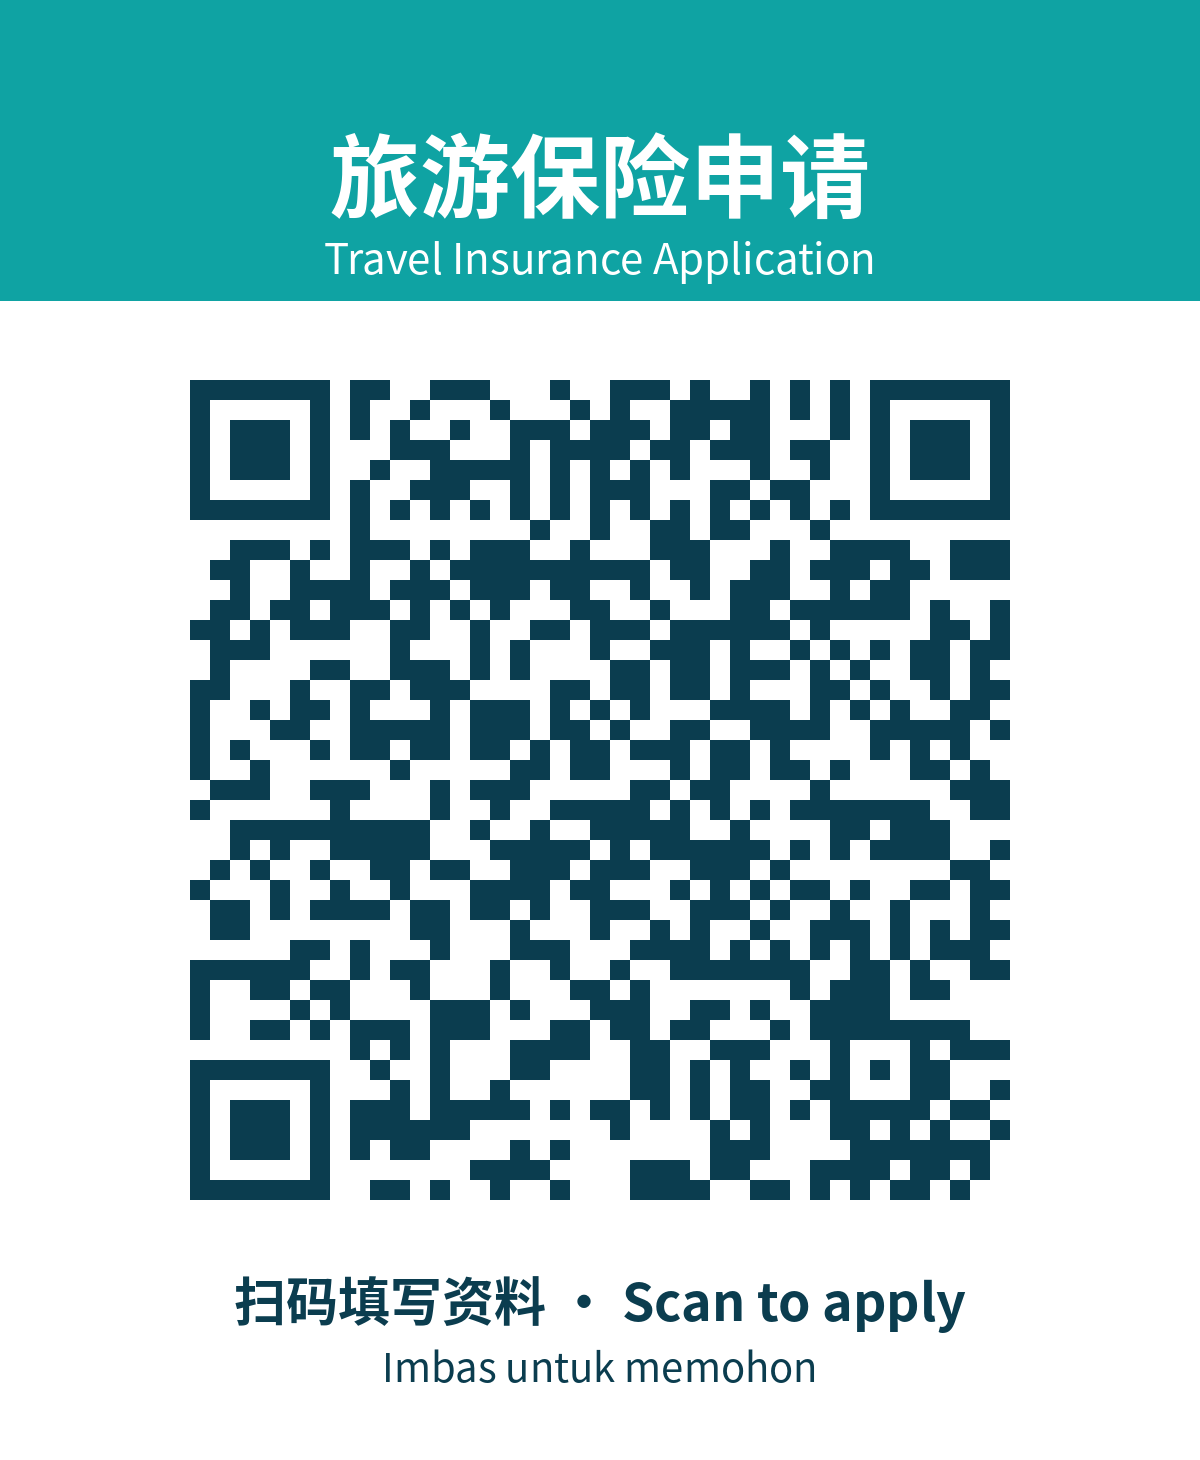 旅游保险申请
Travel Insurance Application
扫码填写资料 • Scan to apply
Imbas untuk memohon